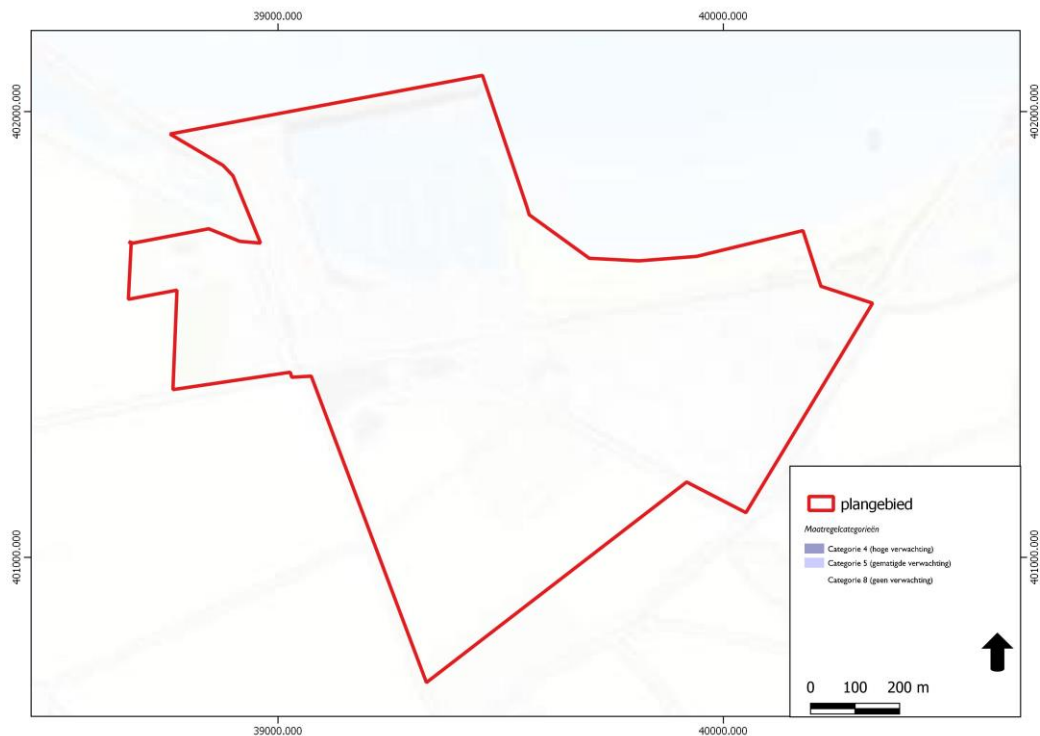 39000.000
40000.000
402000.000
402000.000
401000.000
401000.000
plangebied
Maatregelcategorieën
Categorie 4 (hoge verwachting)
Categorie 5 (gematigde verwachting)
Categorie 8 (geen verwachting)
0 100 200 m
39000.000
40000.000